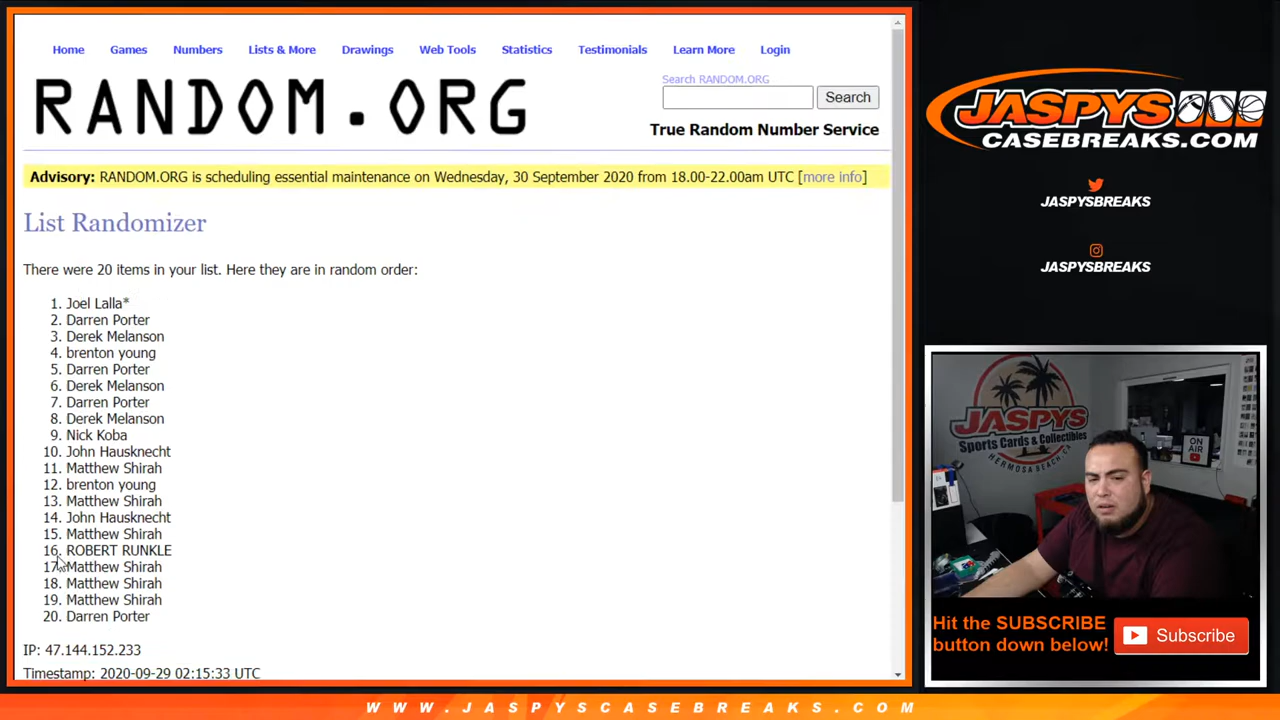 Home Games Numbers Lists & More Drawings Web Tools Statistics Testimonials Learn More Login
RANDOM.ORG
Search RANDOM.ORG
Search
True Random Number Service
Advisory: RANDOM.ORG is scheduling essential maintenance on Wednesday, 30 September 2020 from 18.00-22.00am UTC [more info]
List Randomizer
There were 20 items in your list. Here they are in random order:
1. Joel Lalla*
2. Darren Porter
3. Derek Melanson
4. brenton young
5. Darren Porter
6. Derek Melanson
7. Darren Porter
8. Derek Melanson
9. Nick Koba
10. John Hausknecht
11. Matthew Shirah
12. brenton young
13. Matthew Shirah
14. John Hausknecht
15. Matthew Shirah
16. ROBERT RUNKLE
17. Matthew Shirah
18. Matthew Shirah
19. Matthew Shirah
20. Darren Porter
IP: 47.144.152.233
Timestamp: 2020-09-29 02:15:33 UTC
JASPYS
CASEBREAKS.COM
JASPYSBREAKS
JASPYSBREAKS
JASPYS
Sports Cards & Collectibles
HERMOSA BEACH, CA
ON AIR
Hit the SUBSCRIBE
button down below!
Subscribe
WWW.JASPYSCASEBREAKS.COM